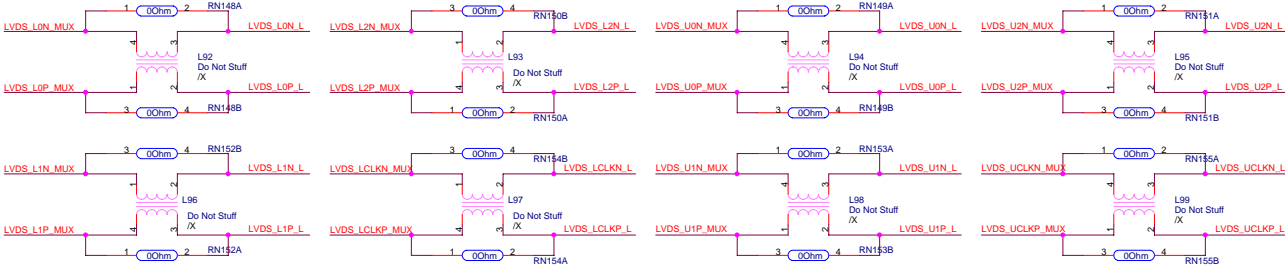 1 0Ohm 2 RN148A
LVDS_L0N_MUX LVDS_L0N_L
4 3
L92
Do Not Stuff
/X
1 2
LVDS_L0P_MUX LVDS_L0P_L
3 0Ohm 4 RN148B
3 0Ohm 4 RN150B
LVDS_L2N_MUX LVDS_L2N_L
1 2
L93
Do Not Stuff
/X
4 3
LVDS_L2P_MUX LVDS_L2P_L
1 0Ohm 2 RN150A
1 0Ohm 2 RN149A
LVDS_U0N_MUX LVDS_U0N_L
4 3
L94
Do Not Stuff
/X
1 2
LVDS_U0P_MUX LVDS_U0P_L
3 0Ohm 4 RN149B
1 0Ohm 2 RN151A
LVDS_U2N_MUX LVDS_U2N_L
4 3
L95
Do Not Stuff
/X
1 2
LVDS_U2P_MUX LVDS_U2P_L
3 0Ohm 4 RN151B
3 0Ohm 4 RN152B
LVDS_L1N_MUX LVDS_L1N_L
1 2
L96
Do Not Stuff
/X
4 3
LVDS_L1P_MUX LVDS_L1P_L
1 0Ohm 2 RN152A
3 0Ohm 4 RN154B
LVDS_LCLKN_MUX LVDS_LCLKN_L
1 2
L97
Do Not Stuff
/X
4 3
LVDS_LCLKP_MUX LVDS_LCLKP_L
1 0Ohm 2 RN154A
1 0Ohm 2 RN153A
LVDS_U1N_MUX LVDS_U1N_L
4 3
L98
Do Not Stuff
/X
1 2
LVDS_U1P_MUX LVDS_U1P_L
3 0Ohm 4 RN153B
1 0Ohm 2 RN155A
LVDS_UCLKN_MUX LVDS_UCLKN_L
4 3
L99
Do Not Stuff
/X
1 2
LVDS_UCLKP_MUX LVDS_UCLKP_L
3 0Ohm 4 RN155B